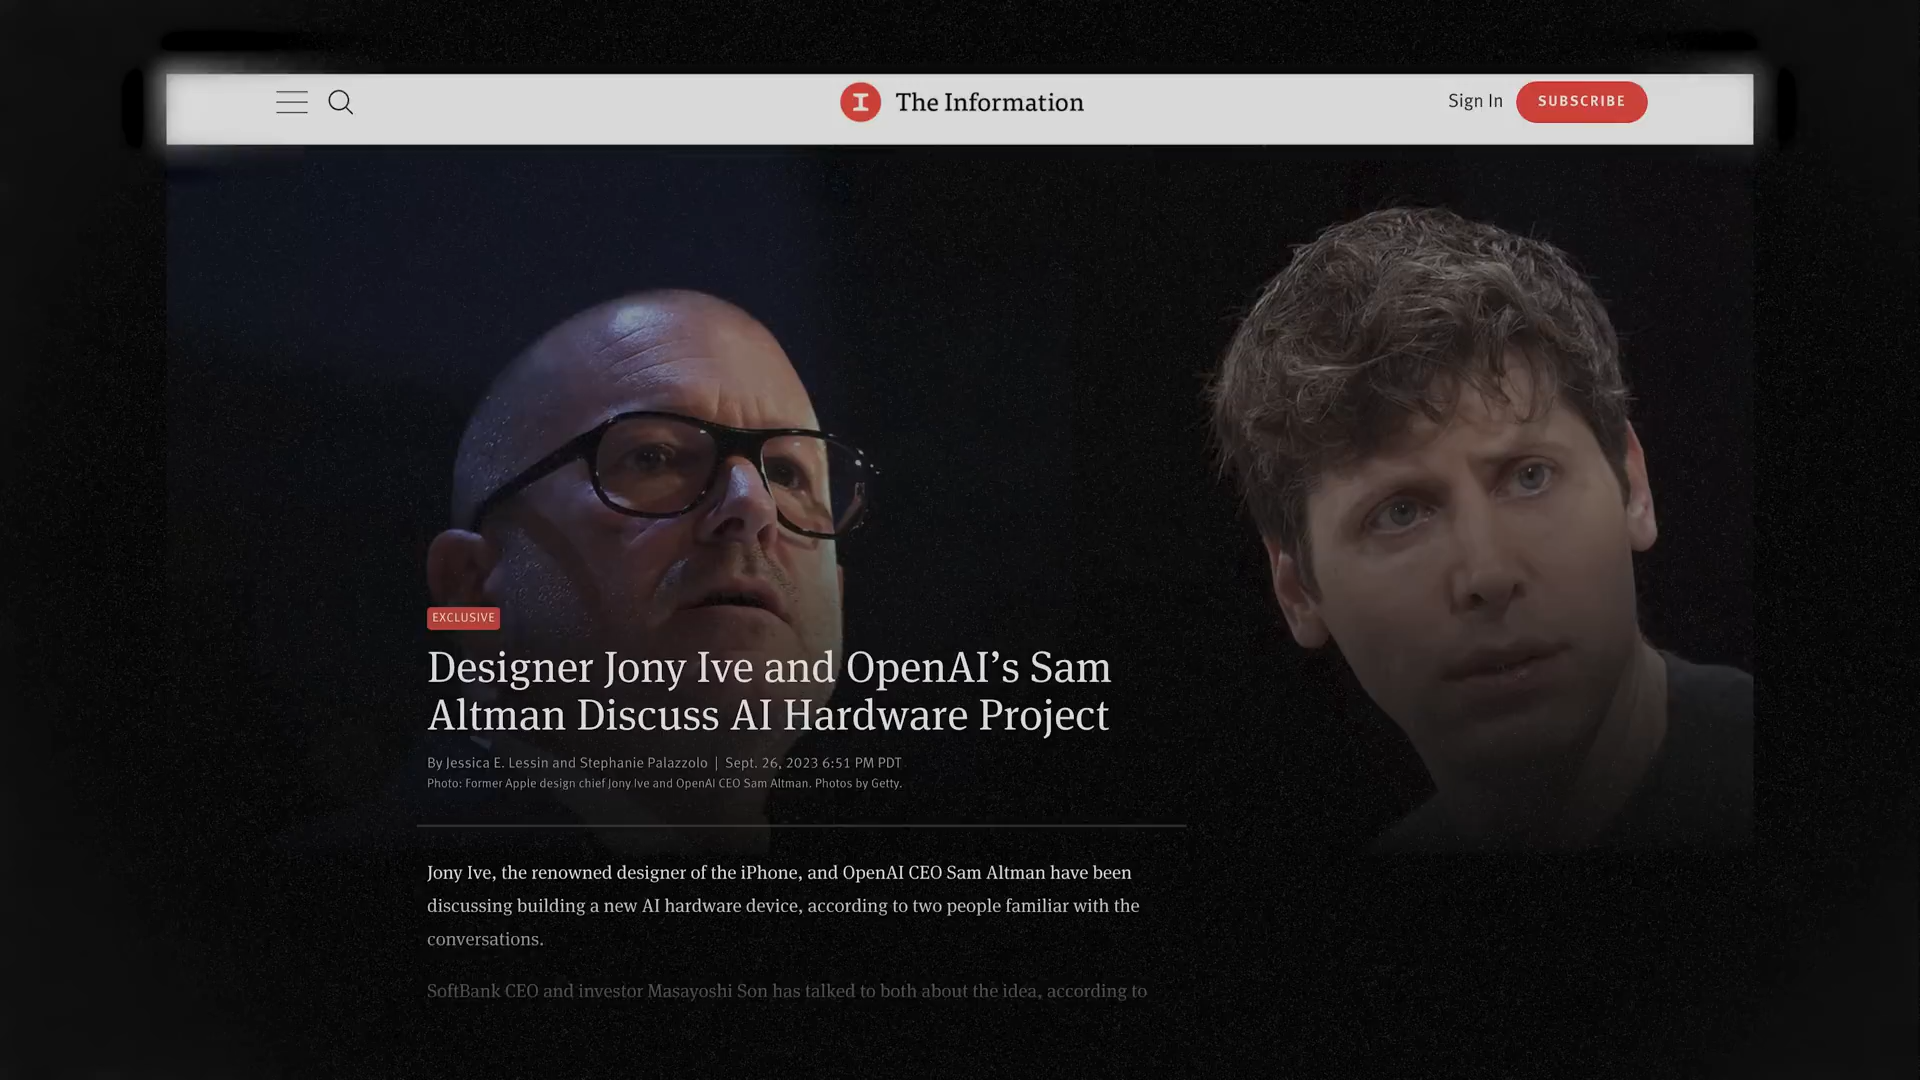 I The Information
Sign In
SUBSCRIBE
EXCLUSIVE
Designer Jony Ive and OpenAI’s Sam
Altman Discuss AI Hardware Project
By Jessica E. Lessin and Stephanie Palazzolo | Sept. 26, 2023 6:51 PM PDT
Photo: Former Apple design chief Jony Ive and OpenAI CEO Sam Altman. Photos by Getty.
Jony Ive, the renowned designer of the iPhone, and OpenAI CEO Sam Altman have been
discussing building a new AI hardware device, according to two people familiar with the
conversations.
SoftBank CEO and investor Masayoshi Son has talked to both about the idea, according to